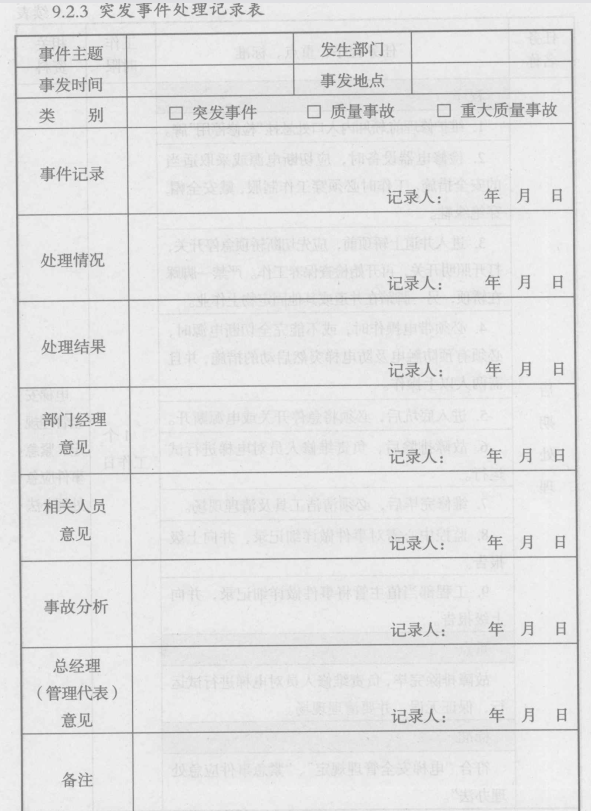 9.2.3 突发事件处理记录表
事件主题 发生部门
事发时间 事发地点
类 别 □ 突发事件 □ 质量事故 □ 重大质量事故
事件记录
记录人： 年 月 日
处理情况
记录人： 年 月 日
处理结果
记录人： 年 月 日
部门经理
意见
记录人： 年 月 日
相关人员
意见
记录人： 年 月 日
事故分析
记录人： 年 月 日
总经理
（管理代表）
意见
记录人： 年 月 日
备注